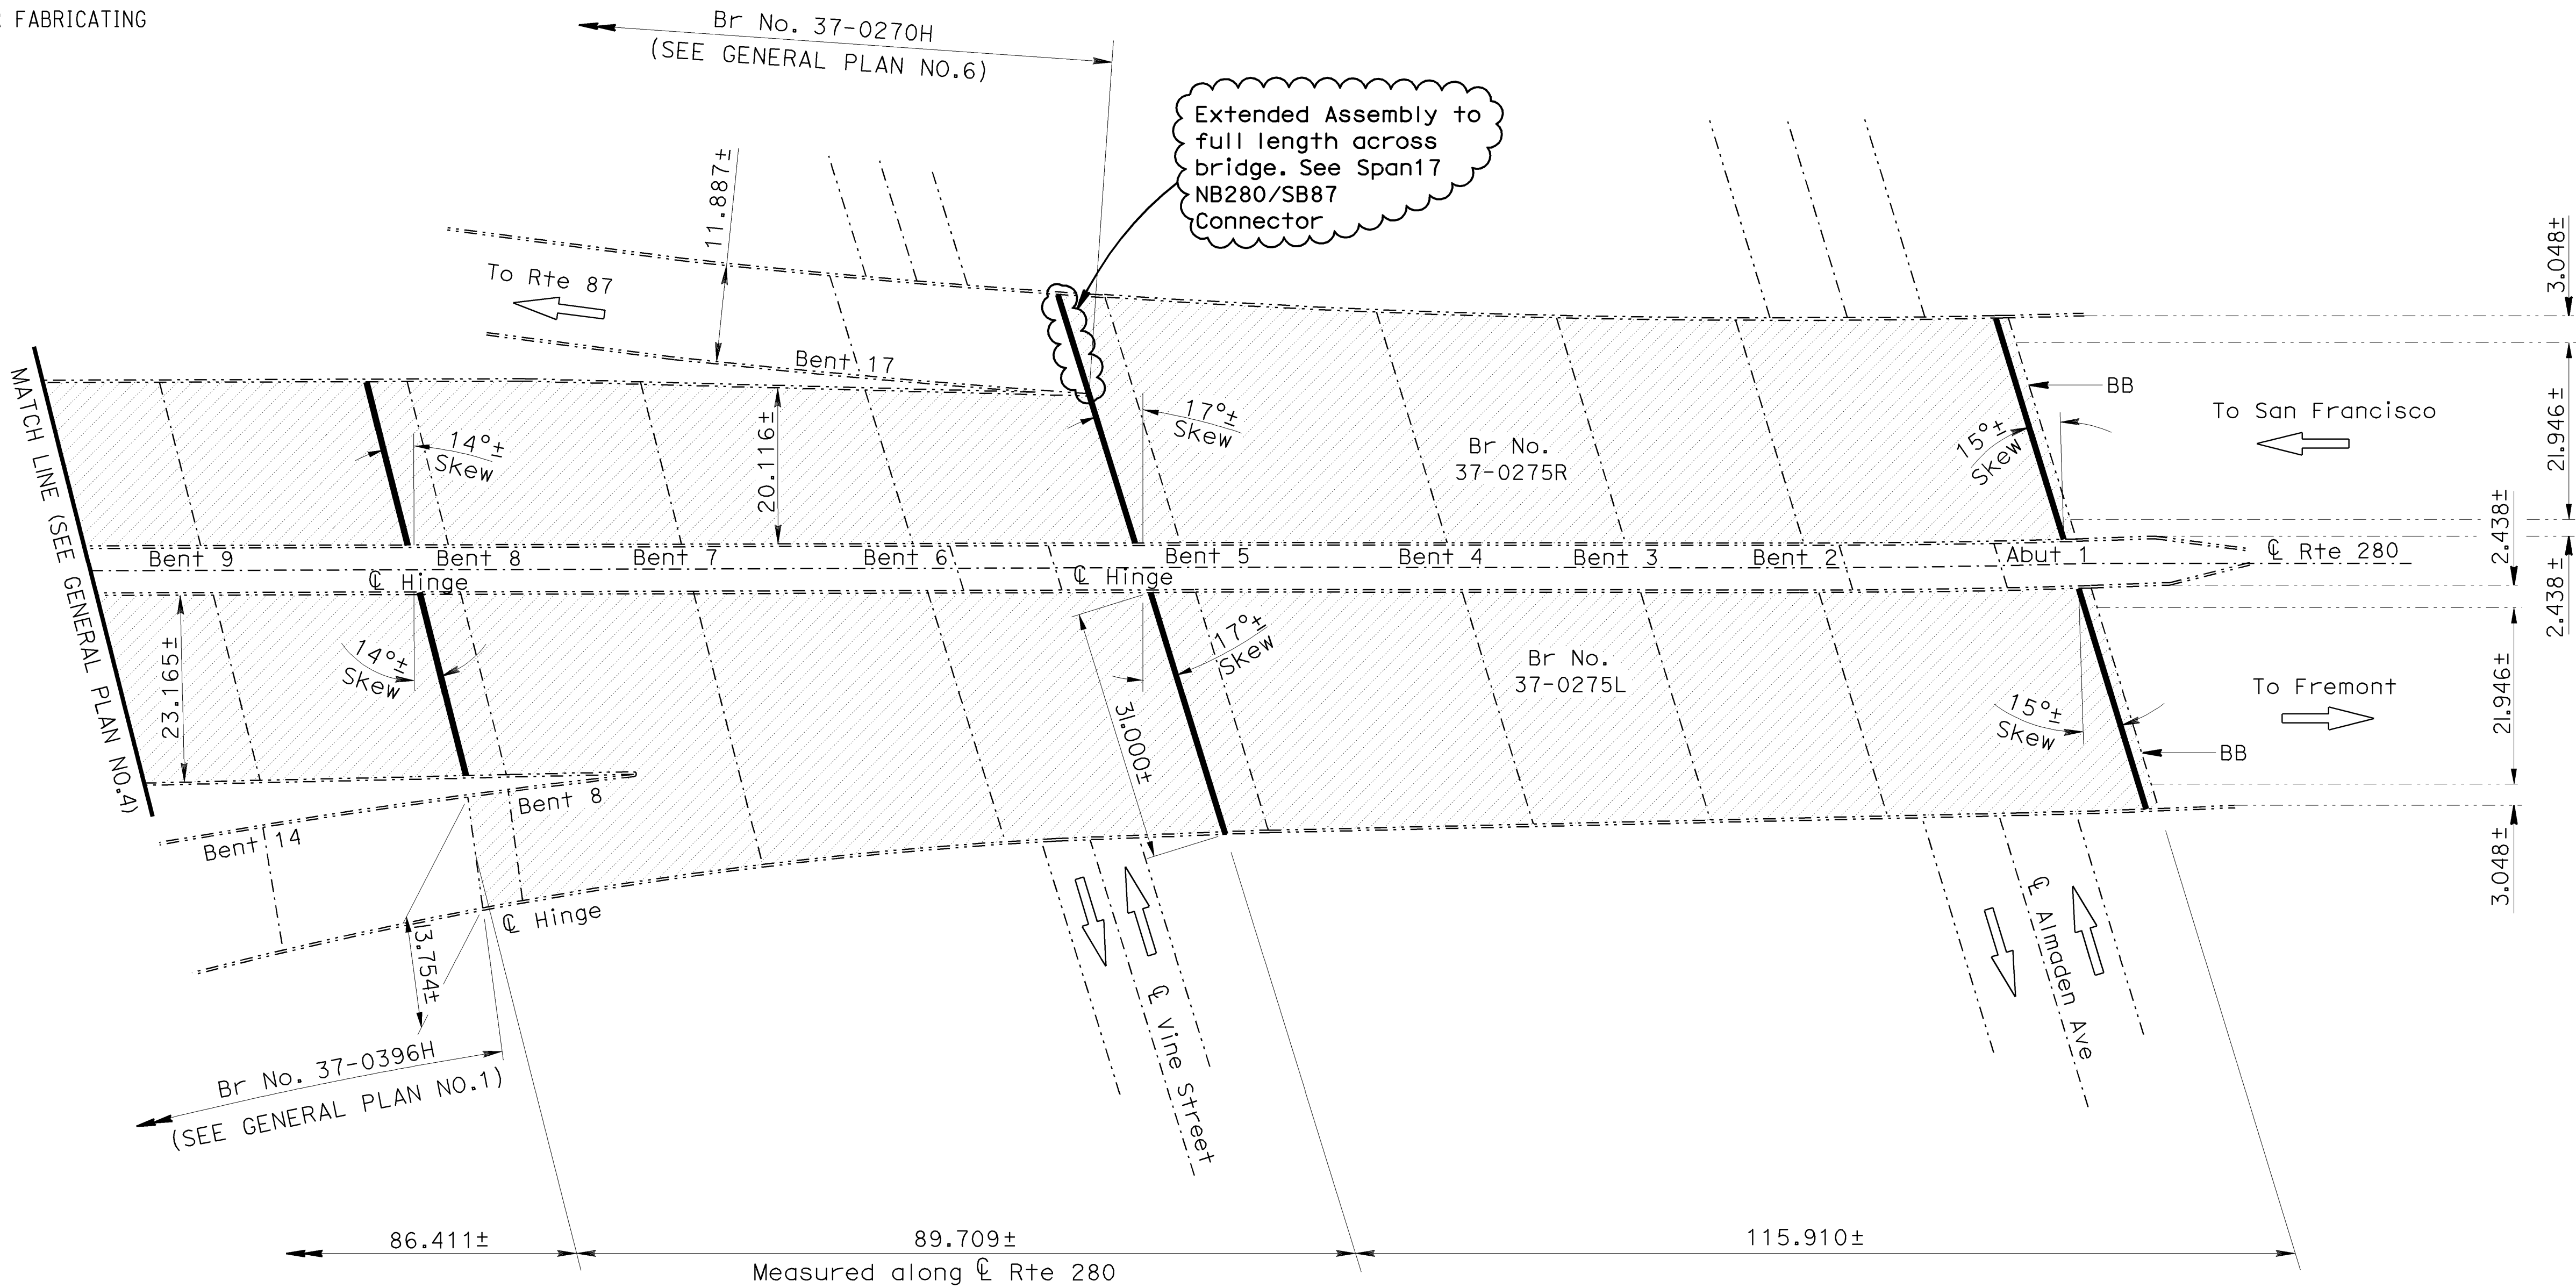 FABRICATING
Br No. 37-0270H
(SEE GENERAL PLAN NO.6)
Extended Assembly to
full length across
bridge. See Span17
NB280/SB87
Connector
11.887±
To Rte 87
Bent 17
3.048±
MATCH LINE (SEE GENERAL PLAN NO.4)
14°±
Skew
20.116±
17°±
Skew
Br No.
37-0275R
15°±
Skew
BB
To San Francisco
21.946±
2.438±
Bent 9
Bent 8
Bent 7
Bent 6
Bent 5
Bent 4
Bent 3
Bent 2
Abut 1
℄ Rte 280
℄ Hinge
℄ Hinge
2.438±
23.165±
14°±
Skew
31.000±
17°±
Skew
Br No.
37-0275L
15°±
Skew
BB
To Fremont
21.946±
3.048±
Bent 8
Bent 14
℄ Hinge
13.754±
Br No. 37-0396H
(SEE GENERAL PLAN NO.1)
℄ Vine Street
℄ Almaden Ave
86.411±
89.709±
115.910±
Measured along ℄ Rte 280